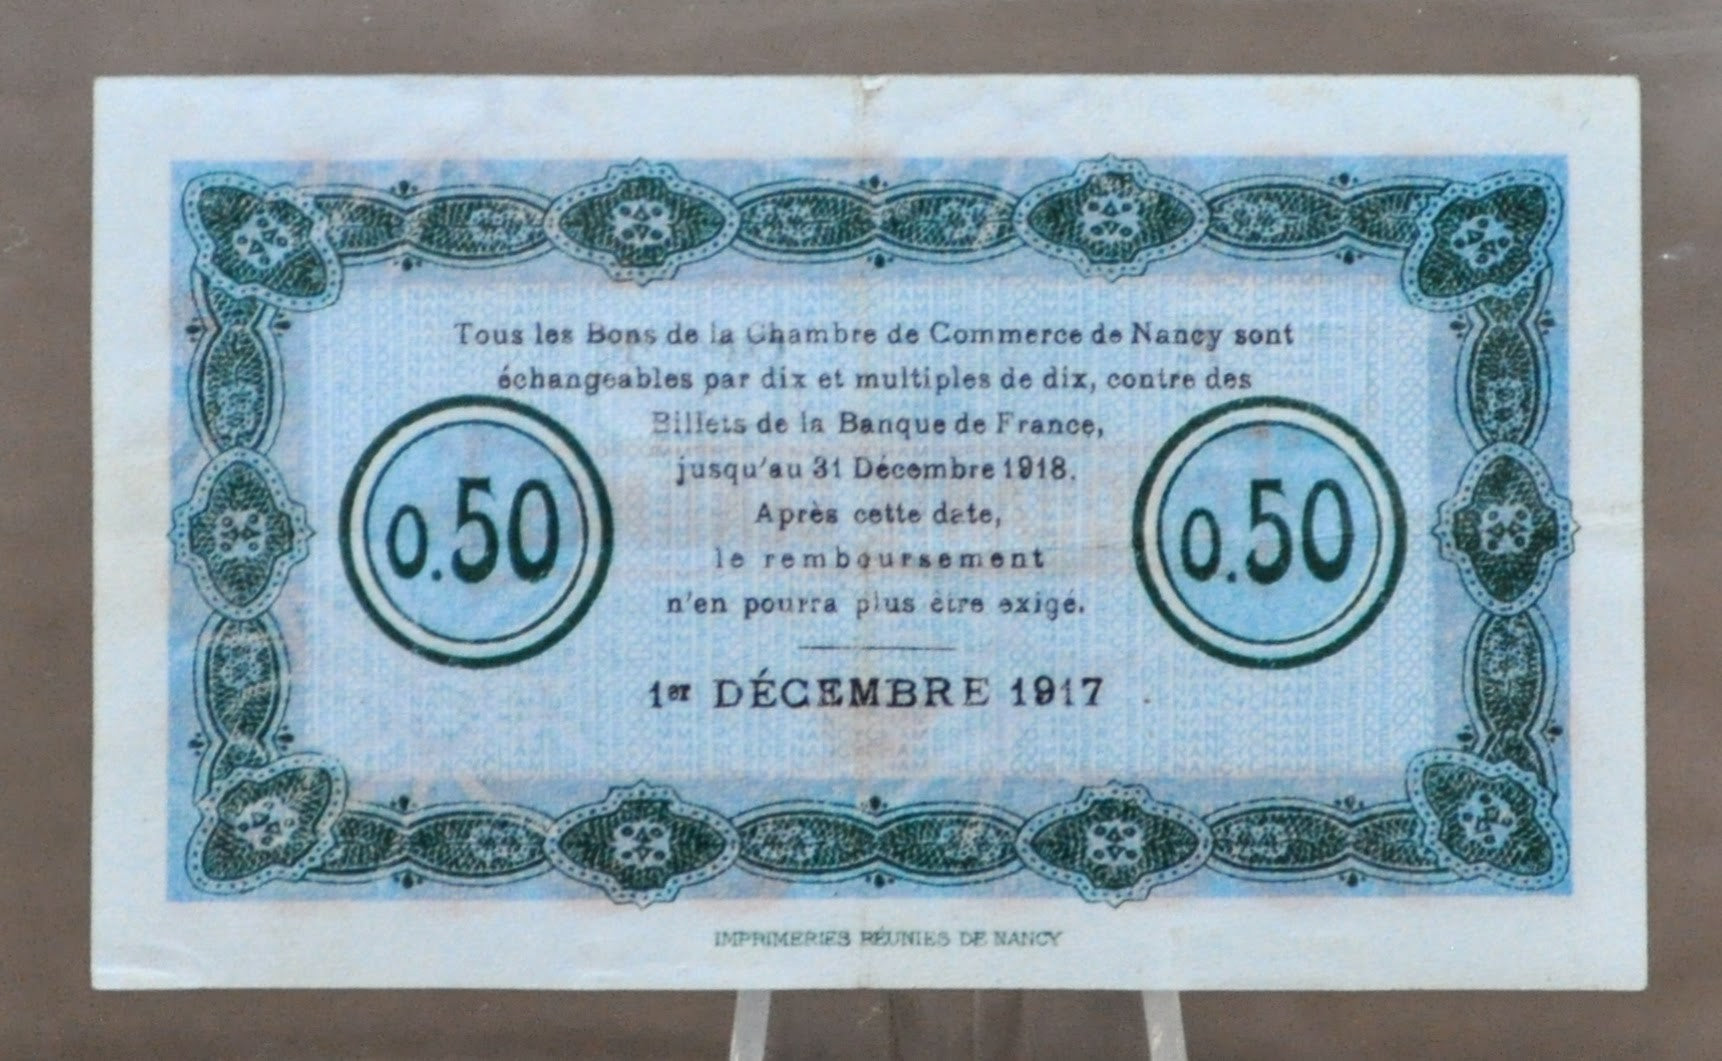 Tous les Bons de la Chambre de Commerce de Nancy sont
échangeables par dix et multiples de dix, contre des
Billets de la Banque de France,
jusqu'au 31 Décembre 1918.
Après cette date,
le remboursement
n'en pourra plus être exigé.
0.50
0.50
1er DÉCEMBRE 1917
IMPRIMERIES RÉUNIES DE NANCY